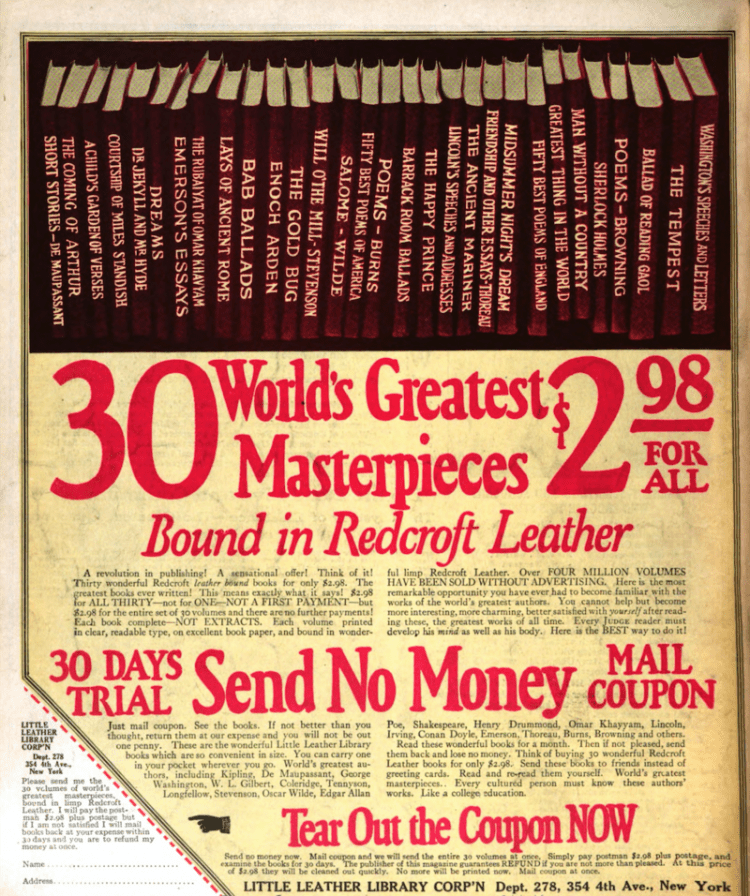 SHORT STORIES-DE MAUPASSANT
THE COMING OF ARTHUR
A CHILD'S GARDEN OF VERSES
COURTSHIP OF MILES STANDISH
DR. JEKYLL AND MR. HYDE
DREAMS
EMERSON'S ESSAYS
THE RUBAIYAT OF OMAR KHAYYAM
LAYS OF ANCIENT ROME
BAB BALLADS
ENOCH ARDEN
THE GOLD BUG
WILL O'THE MILL-STEVENSON
SALOME-WILDE
FIFTY BEST POEMS OF AMERICA
POEMS-BURNS
BARRACK ROOM BALLADS
THE HAPPY PRINCE
LINCOLN'S SPEECHES AND ADDRESSES
THE ANCIENT MARINER
FRIENDSHIP AND OTHER ESSAYS-THOREAU
MIDSUMMER NIGHT'S DREAM
FIFTY BEST POEMS OF ENGLAND
GREATEST THING IN THE WORLD
MAN WITHOUT A COUNTRY
SHERLOCK HOLMES
POEMS-BROWNING
BALLAD OF READING GAOL
THE TEMPEST
WASHINGTON'S SPEECHES AND LETTERS
30 World's Greatest $2.98
Masterpieces FOR ALL
Bound in Redcroft Leather
A revolution in publishing! A sensational offer! Think of it!
Thirty wonderful Redcroft leather bound books for only $2.98. The
greatest books ever written! This means exactly what it says! $2.98
for ALL THIRTY—not for ONE—NOT A FIRST PAYMENT—but
$2.98 for the entire set of 30 volumes and there are no further payments!
Each book complete—NOT EXTRACTS. Each volume printed
in clear, readable type, on excellent book paper, and bound in wonder-
ful limp Redcroft Leather. Over FOUR MILLION VOLUMES
HAVE BEEN SOLD WITHOUT ADVERTISING. Here is the most
remarkable opportunity you have ever had to become familiar with the
works of the world's greatest authors. You cannot help but become
more interesting, more charming, better satisfied with yourself after read-
ing these, the greatest works of all time. Every JUDGE reader must
develop his mind as well as his body. Here is the BEST way to do it!
30 DAYS
TRIAL
Send No Money
MAIL
COUPON
Just mail coupon. See the books. If not better than you
thought, return them at our expense and you will not be out
one penny. These are the wonderful Little Leather Library
books which are so convenient in size. You can carry one
in your pocket wherever you go. World's greatest au-
thors, including Kipling, De Maupassant, George
Washington, W. L. Gilbert, Coleridge, Tennyson,
Longfellow, Stevenson, Oscar Wilde, Edgar Allan
Poe, Shakespeare, Henry Drummond, Omar Khayyam, Lincoln,
Irving, Conan Doyle, Emerson, Thoreau, Burns, Browning and others.
Read these wonderful books for a month. Then if not pleased, send
them back and lose no money. Think of buying 30 wonderful Redcroft
Leather books for only $2.98. Send these books to friends instead of
greeting cards. Read and re-read them yourself. World's greatest
masterpieces. Every cultured person must know these authors'
works. Like a college education.
LITTLE
LEATHER
LIBRARY
CORP'N
Dept. 278
354 4th Ave.,
New York
Please send me the
30 volumes of world's
greatest masterpieces,
bound in limp Redcroft
Leather. I will pay the post-
man $2.98 plus postage but
if I am not satisfied I will mail
books back at your expense within
30 days and you are to refund my
money at once.
Name
Address
Tear Out the Coupon NOW
Send no money now. Mail coupon and we will send the entire 30 volumes at once. Simply pay postman $2.98 plus postage, and
examine the books for 30 days. The publisher of this magazine guarantees REFUND if you are not more than pleased. At this price
of $2.98 they will be cleaned out quickly. No more will be printed now. Mail coupon at once.
LITTLE LEATHER LIBRARY CORP'N Dept. 278, 354 4th Ave., New York